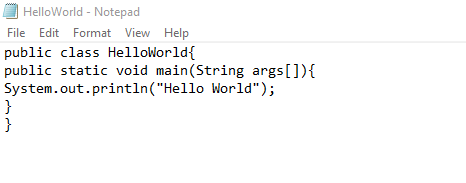 HelloWorld - Notepad
File Edit Format View Help
public class HelloWorld{
public static void main(String args[]){
System.out.println("Hello World");
}
}